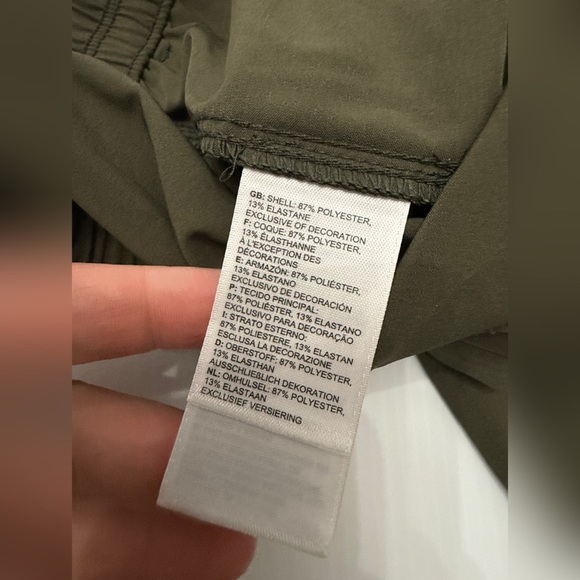 GB: SHELL: 87% POLYESTER,
13% ELASTANE
EXCLUSIVE OF DECORATION
F: COQUE: 87% POLYESTER,
13% ÉLASTHANNE
À L'EXCEPTION DES
DÉCORATIONS
E: ARMAZÓN: 87% POLIÉSTER,
13% ELASTANO
EXCLUSIVO DE DECORACIÓN
P: TECIDO PRINCIPAL:
87% POLIÉSTER, 13% ELASTANO
EXCLUSIVO PARA DECORAÇÃO
I: STRATO ESTERNO:
87% POLIESTERE, 13% ELASTAN
ESCLUSA LA DECORAZIONE
D: OBERSTOFF: 87% POLYESTER,
13% ELASTHAN
AUSSCHLIEẞLICH DEKORATION
NL: OMHULSEL: 87% POLYESTER,
13% ELASTAAN
EXCLUSIEF VERSIERING